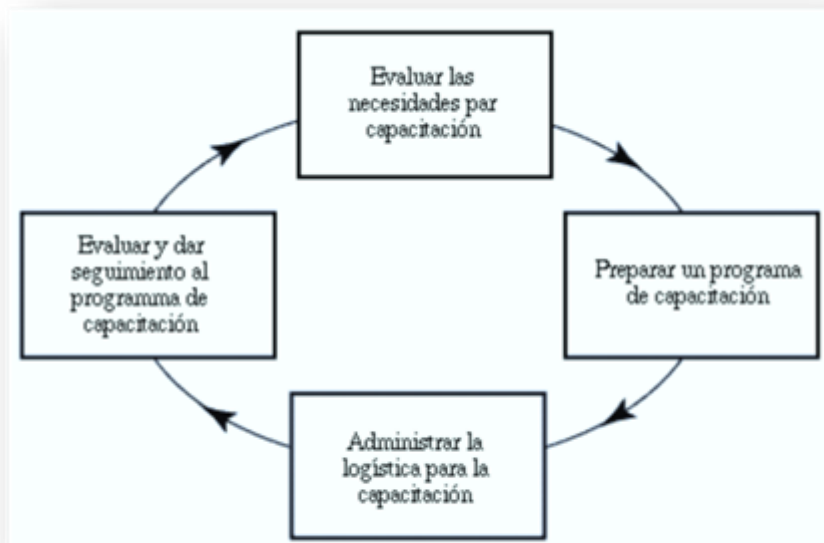 Evaluar las
necesidades par
capacitación
Preparar un programa
de capacitación
Administrar la
logística para la
capacitación
Evaluar y dar
seguimiento al
programma de
capacitación